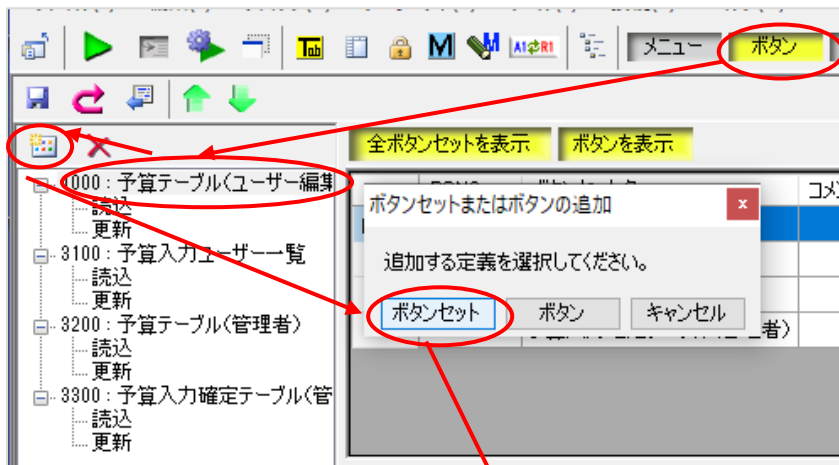 Tab
M
M
A1⇄R1
メニュー
ボタン
全ボタンセットを表示
ボタンを表示
1000：予算テーブル(ユーザー編集
読込
更新
3100：予算入力ユーザー一覧
読込
更新
3200：予算テーブル(管理者)
読込
更新
3300：予算入力確定テーブル(管
読込
更新
ボタンセットまたはボタンの追加
x
追加する定義を選択してください。
ボタンセット
ボタン
キャンセル
者)